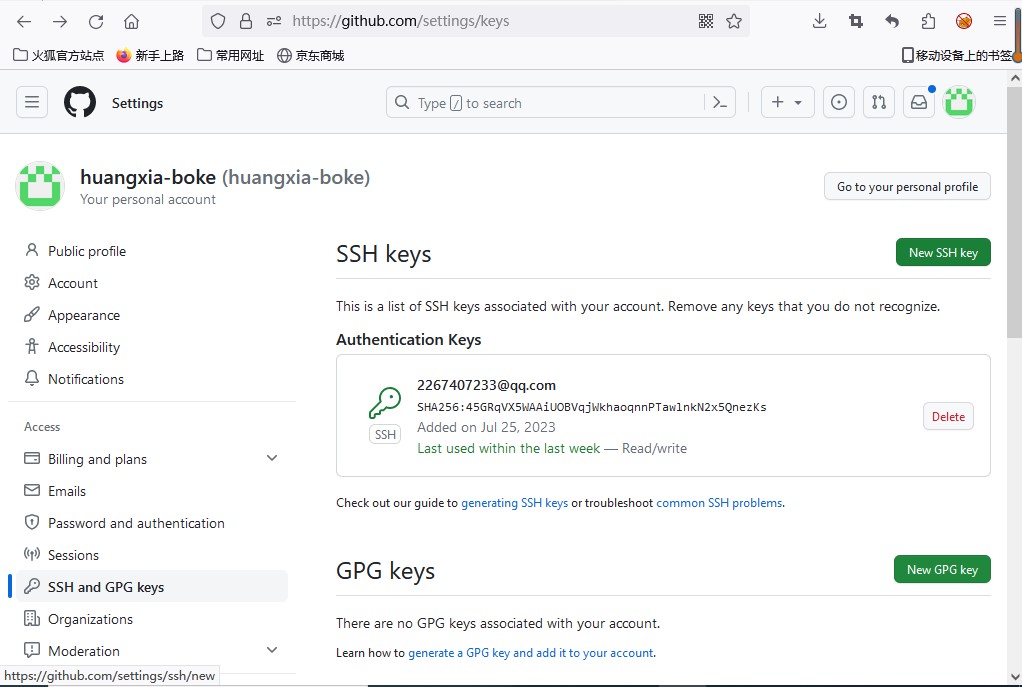 https://github.com/settings/keys
火狐官方站点 新手上路 常用网址 京东商城 移动设备上的书签
Settings
Type / to search
huangxia-boke (huangxia-boke)
Your personal account
Go to your personal profile
Public profile
Account
Appearance
Accessibility
Notifications
Access
Billing and plans
Emails
Password and authentication
Sessions
SSH and GPG keys
Organizations
Moderation
SSH keys
New SSH key
This is a list of SSH keys associated with your account. Remove any keys that you do not recognize.
Authentication Keys
2267407233@qq.com
SHA256:45GRqVX5WAAiUOBVqjWkhaoqnnPTawlnkN2x5QnezKs
SSH
Added on Jul 25, 2023
Last used within the last week — Read/write
Delete
Check out our guide to generating SSH keys or troubleshoot common SSH problems.
GPG keys
New GPG key
There are no GPG keys associated with your account.
Learn how to generate a GPG key and add it to your account.
https://github.com/settings/ssh/new